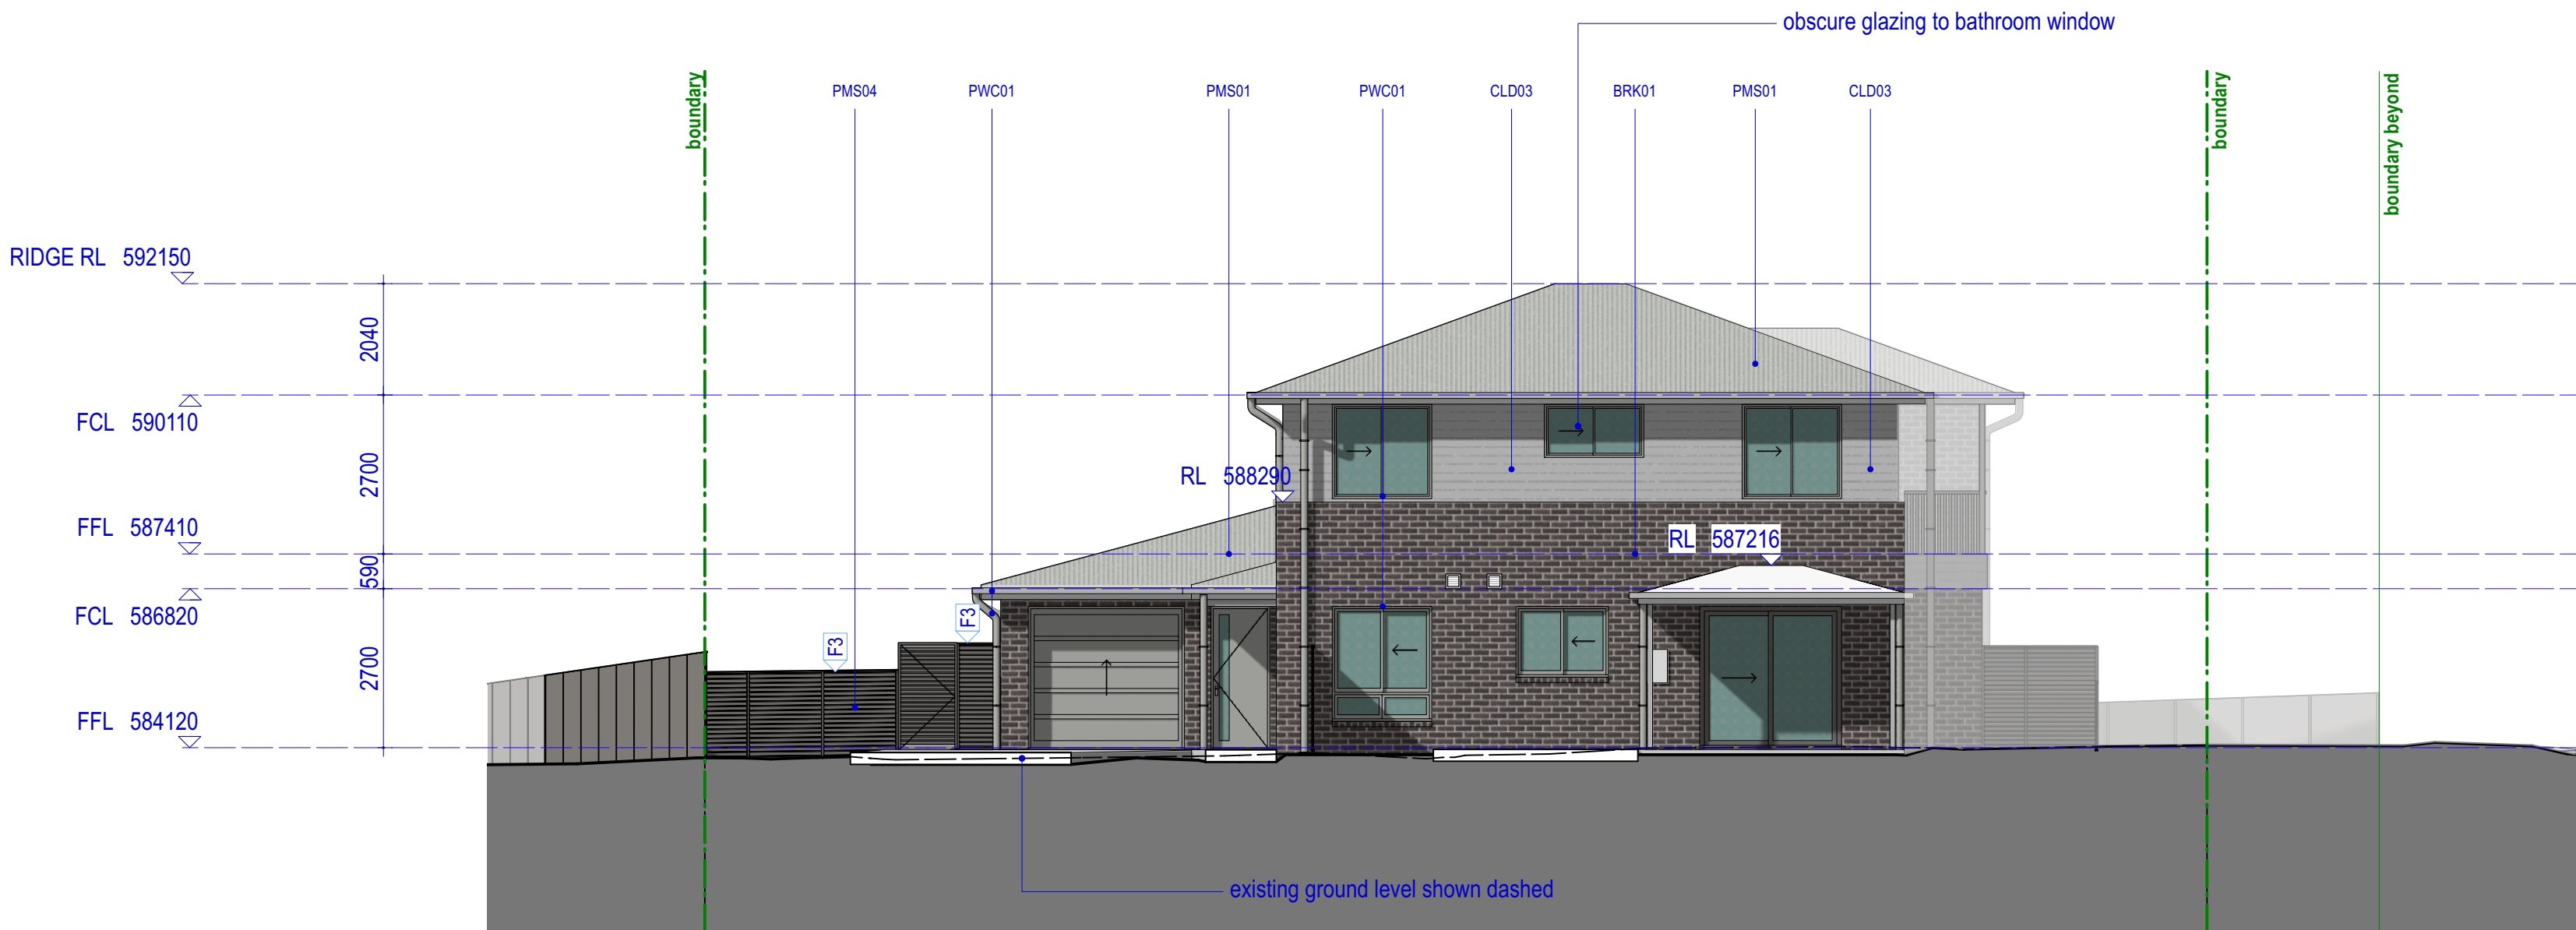 obscure glazing to bathroom window
boundary
PMS04
PWC01
PMS01
PWC01
CLD03
BRK01
PMS01
CLD03
boundary
boundary beyond
RIDGE RL 592150
2040
FCL 590110
2700
RL 588290
FFL 587410
RL 587216
590
FCL 586820
F3
F3
2700
FFL 584120
existing ground level shown dashed